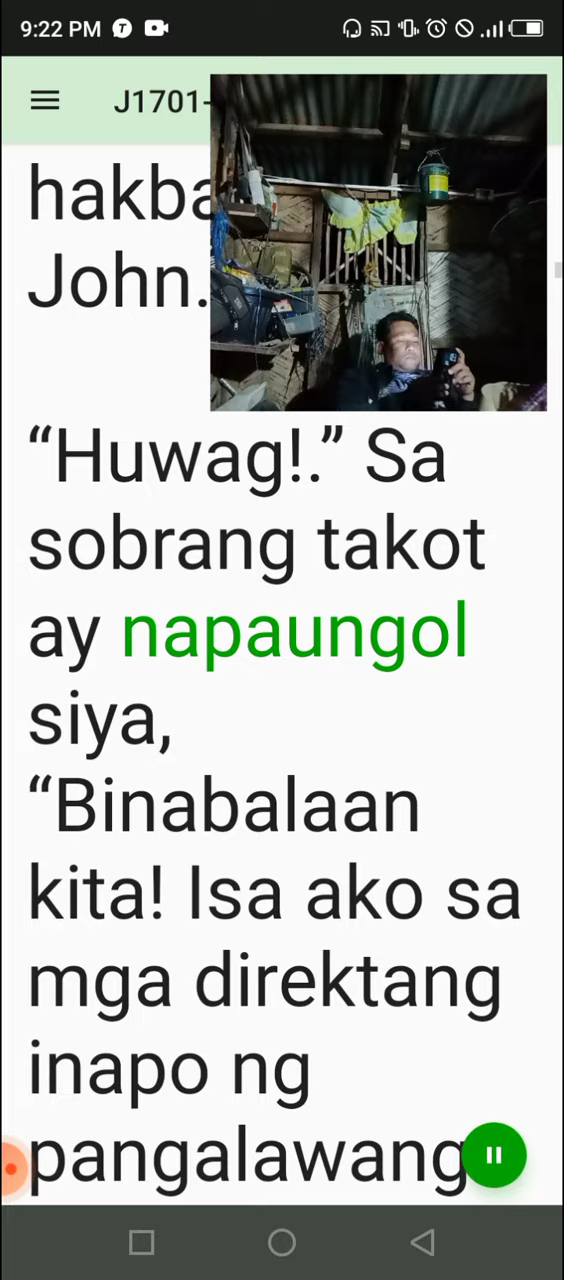 9:22 PM
J1701-
hakba
John.
“Huwag!.” Sa
sobrang takot
ay napaungol
siya,
“Binabalaan
kita! Isa ako sa
mga direktang
inapo ng
pangalawang